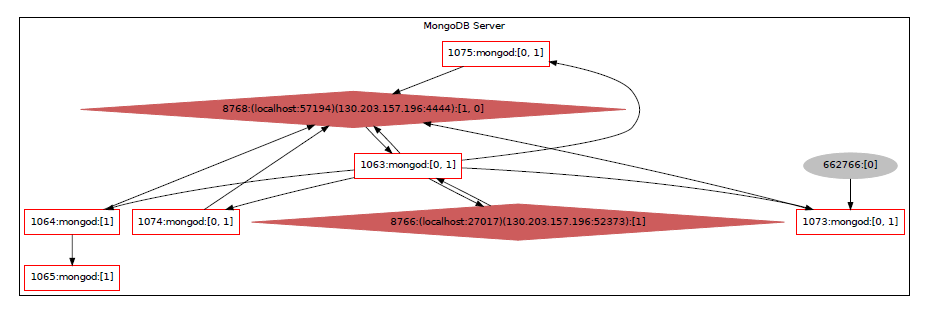 MongoDB Server
1075:mongod:[0, 1]
8768:(localhost:57194)(130.203.157.196:4444):[1, 0]
1063:mongod:[0, 1]
662766:[0]
1064:mongod:[1]
1074:mongod:[0, 1]
8766:(localhost:27017)(130.203.157.196:52373):[1]
1073:mongod:[0, 1]
1065:mongod:[1]